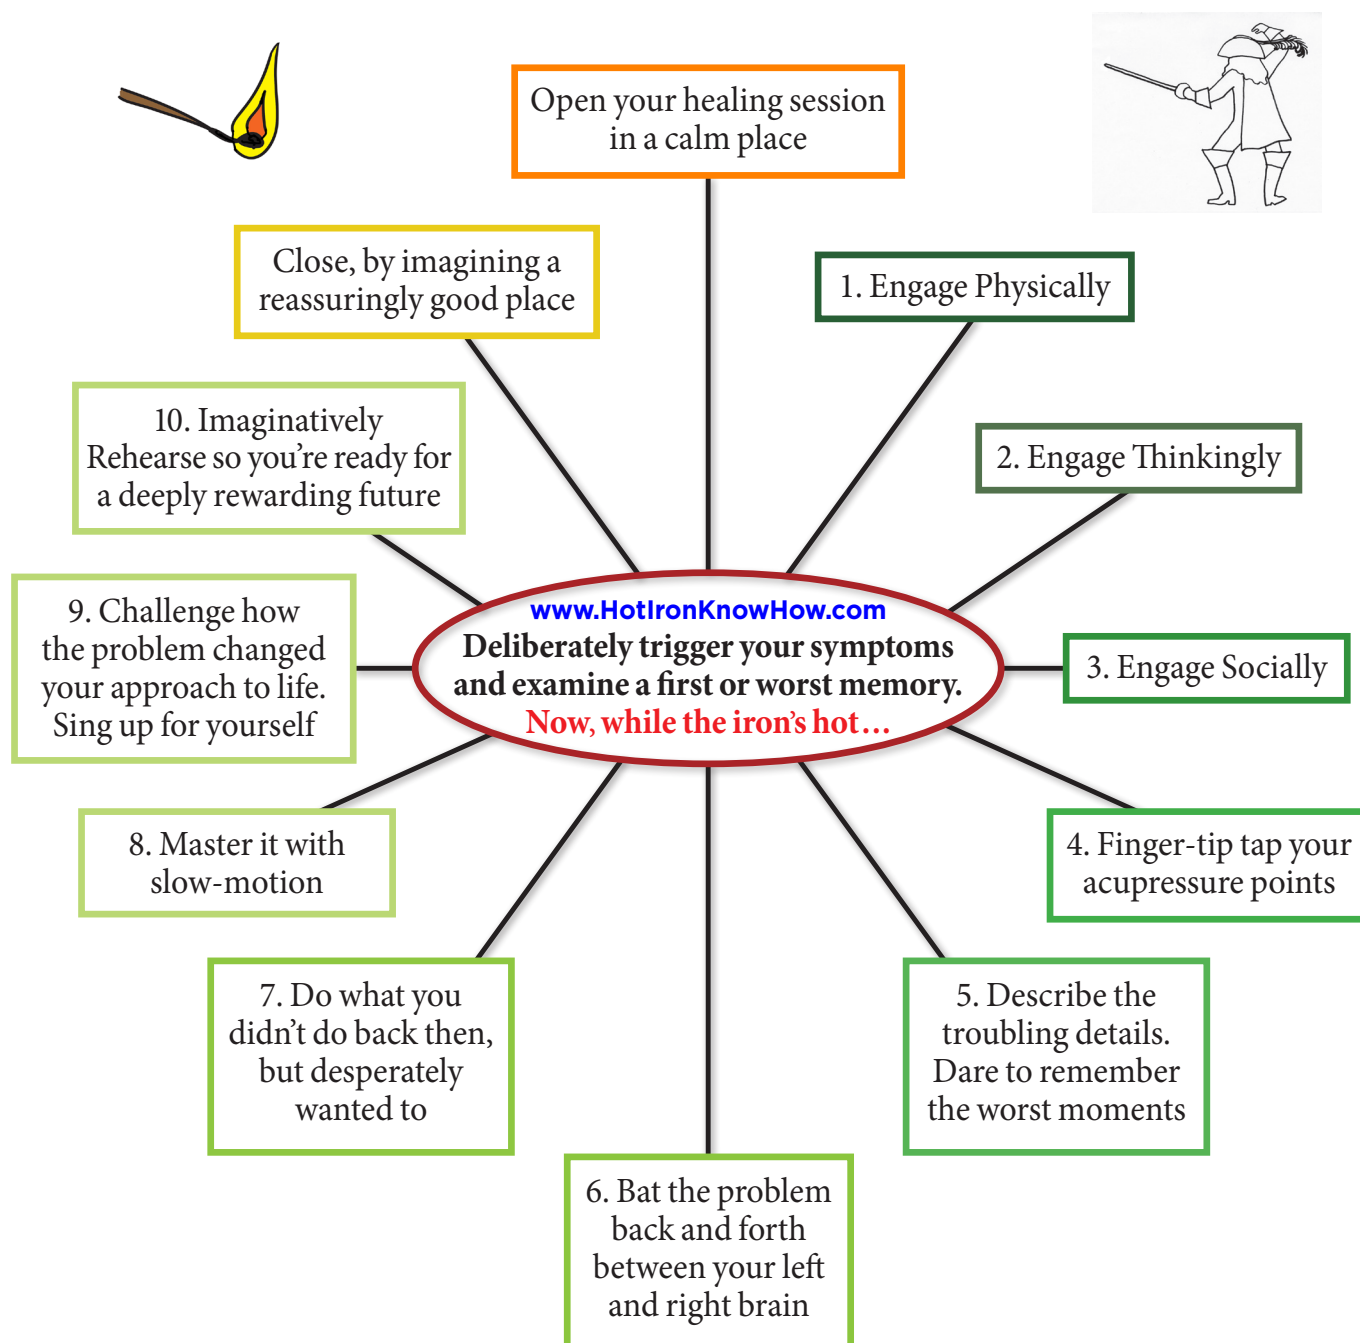 Open your healing session
in a calm place
1. Engage Physically
2. Engage Thinkingly
3. Engage Socially
4. Finger-tip tap your
acupressure points
5. Describe the
troubling details.
Dare to remember
the worst moments
6. Bat the problem
back and forth
between your left
and right brain
7. Do what you
didn’t do back then,
but desperately
wanted to
8. Master it with
slow-motion
9. Challenge how
the problem changed
your approach to life.
Sing up for yourself
10. Imaginatively
Rehearse so you’re ready for
a deeply rewarding future
Close, by imagining a
reassuringly good place
www.HotIronKnowHow.com
Deliberately trigger your symptoms
and examine a first or worst memory.
Now, while the iron’s hot…